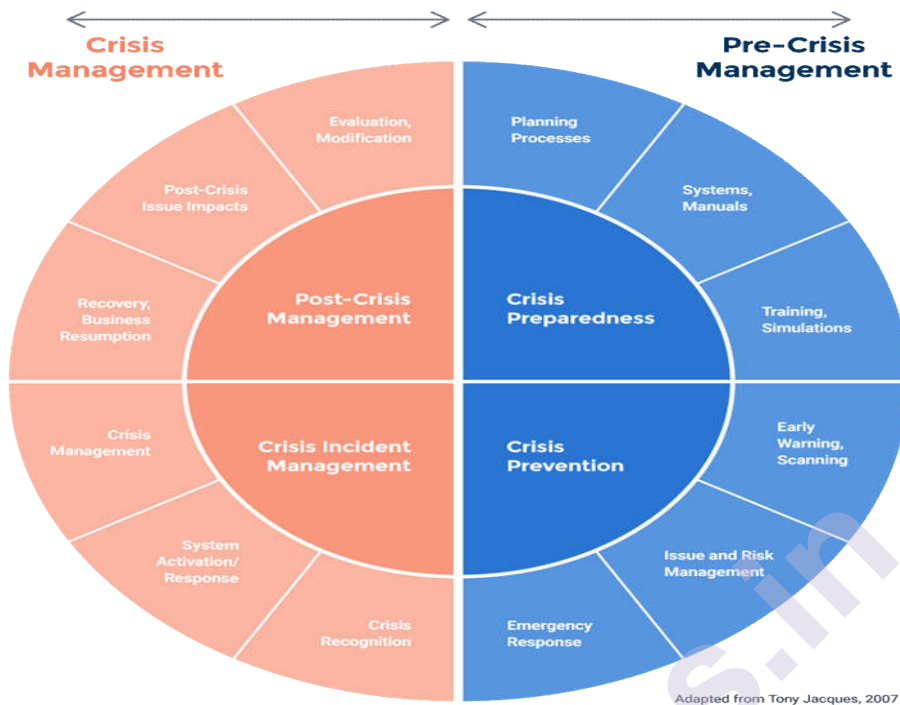 Crisis
Management
Pre-Crisis
Management
Evaluation,
Modification
Planning
Processes
Post-Crisis
Issue Impacts
Systems,
Manuals
Recovery,
Business
Resumption
Post-Crisis
Management
Crisis
Preparedness
Training,
Simulations
Crisis
Management
Crisis Incident
Management
Crisis
Prevention
Early
Warning,
Scanning
System
Activation/
Response
Issue and Risk
Management
Crisis
Recognition
Emergency
Response
s.in
Adapted from Tony Jacques, 2007